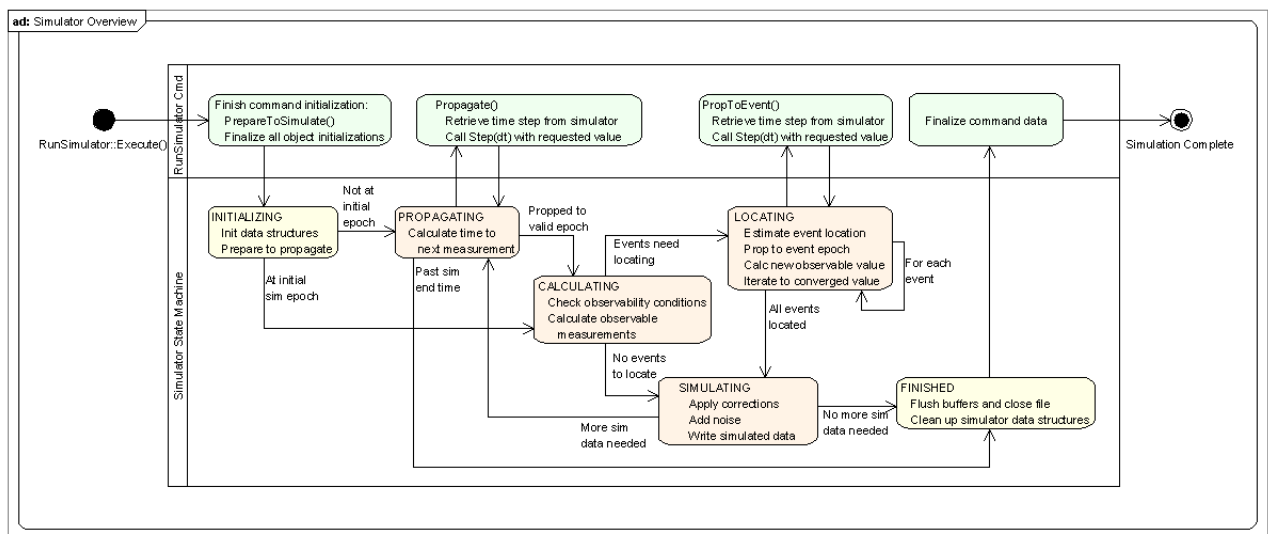 ad: Simulator Overview
RunSimulator Cmd
Finish command initialization:
PrepareToSimulate()
Finalize all object initializations
Propagate()
Retrieve time step from simulator
Call Step(dt) with requested value
PropToEvent()
Retrieve time step from simulator
Call Step(dt) with requested value
Finalize command data
RunSimulator::Execute()
Simulation Complete
Simulator State Machine
INITIALIZING
Init data structures
Prepare to propagate
Not at
initial
epoch
PROPAGATING
Calculate time to
next measurement
Propped to
valid epoch
At initial
sim epoch
Past sim
end time
CALCULATING
Check observability conditions
Calculate observable
measurements
Events need
locating
LOCATING
Estimate event location
Prop to event epoch
Calc new observable value
Iterate to converged value
For each
event
All events
located
No events
to locate
SIMULATING
Apply corrections
Add noise
Write simulated data
More sim
data needed
No more sim
data needed
FINISHED
Flush buffers and close file
Clean up simulator data structures